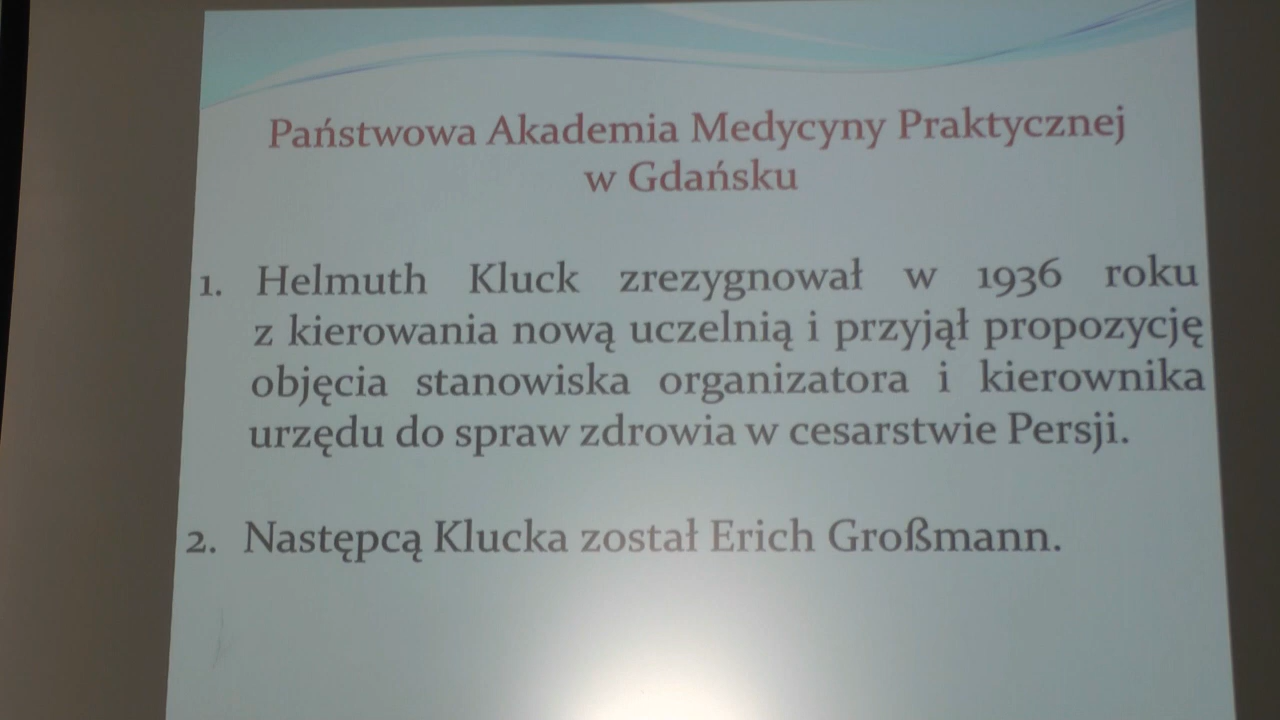 Państwowa Akademia Medycyny Praktycznej
w Gdańsku
1. Helmuth Kluck zrezygnował w 1936 roku
z kierowania nową uczelnią i przyjął propozycję
objęcia stanowiska organizatora i kierownika
urzędu do spraw zdrowia w cesarstwie Persji.
2. Następcą Klucka został Erich Großmann.